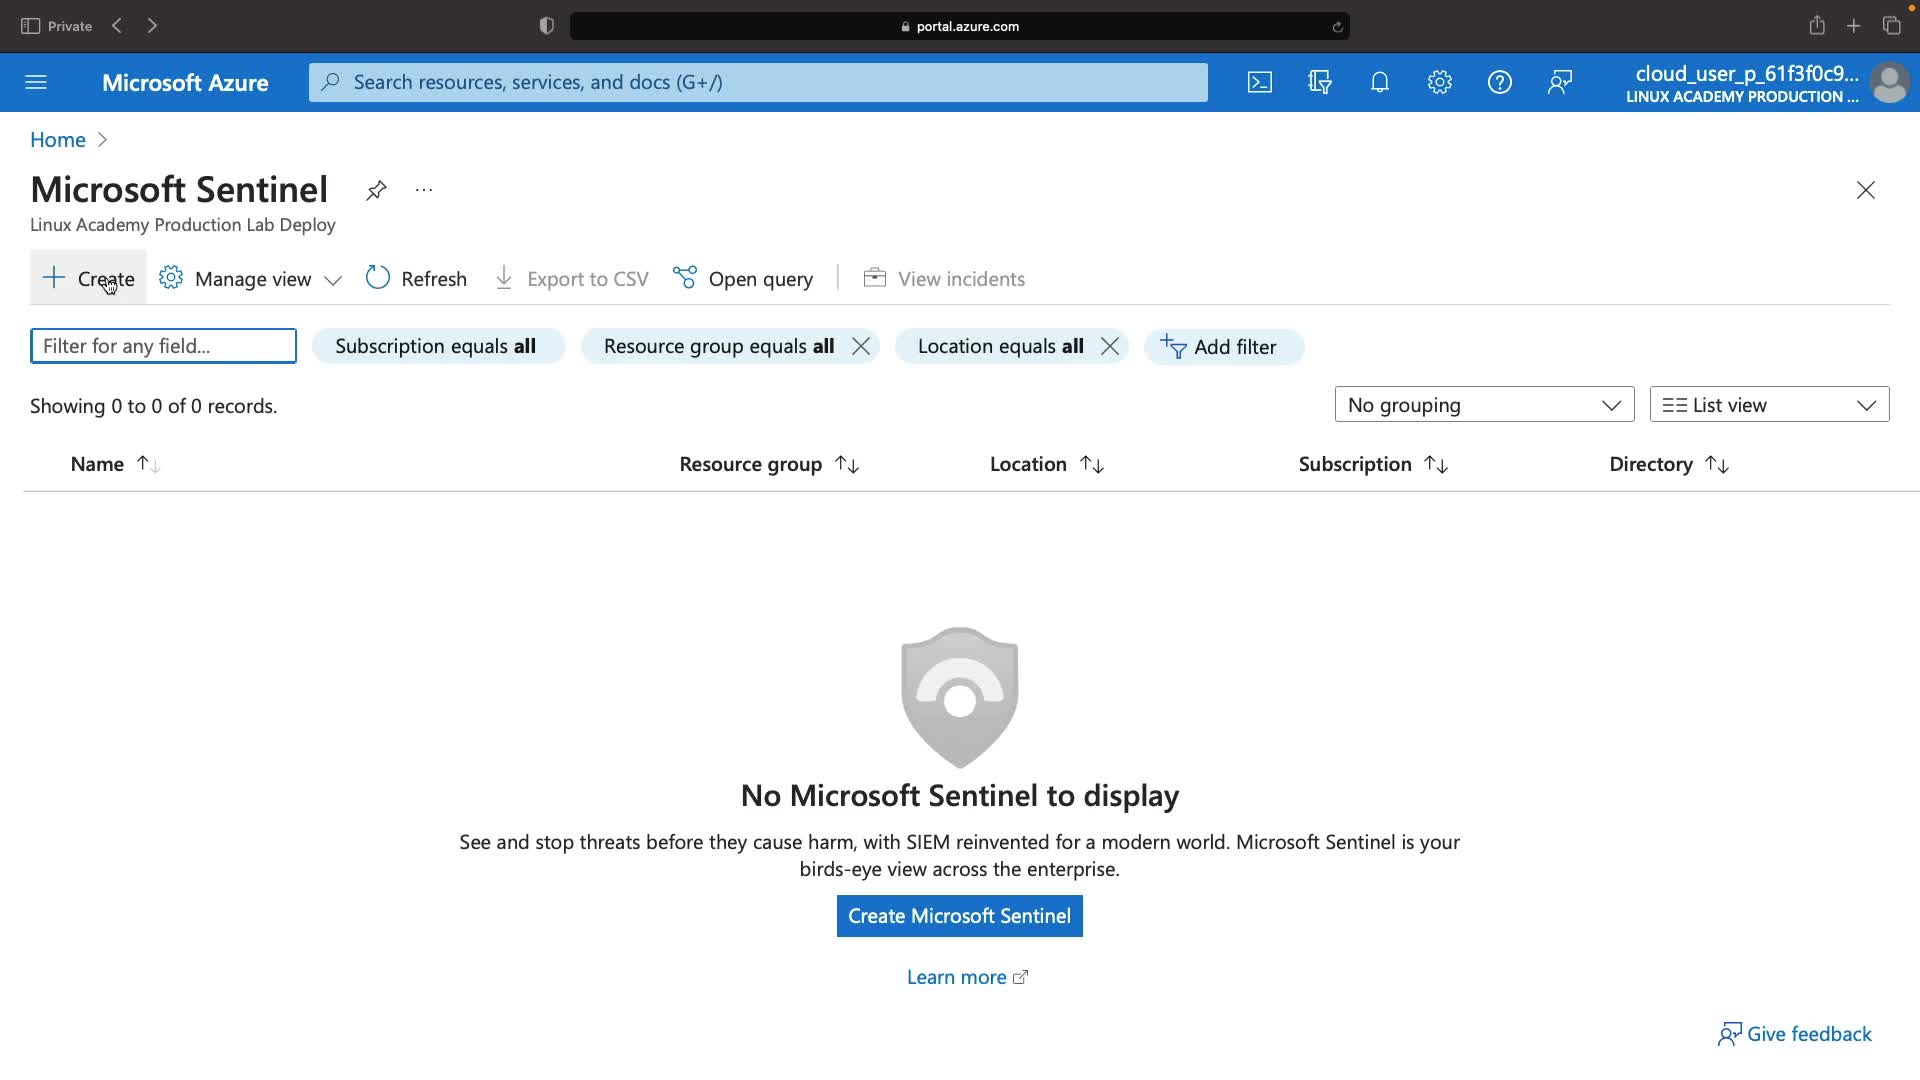 Private
portal.azure.com
Microsoft Azure
Search resources, services, and docs (G+/)
cloud_user_p_61f3f0c9...
LINUX ACADEMY PRODUCTION ...
Home
Microsoft Sentinel
...
Linux Academy Production Lab Deploy
Create
Manage view
Refresh
Export to CSV
Open query
View incidents
Filter for any field...
Subscription equals all
Resource group equals all
Location equals all
Add filter
Showing 0 to 0 of 0 records.
No grouping
List view
Name
Resource group
Location
Subscription
Directory
No Microsoft Sentinel to display
See and stop threats before they cause harm, with SIEM reinvented for a modern world. Microsoft Sentinel is your
birds-eye view across the enterprise.
Create Microsoft Sentinel
Learn more
Give feedback